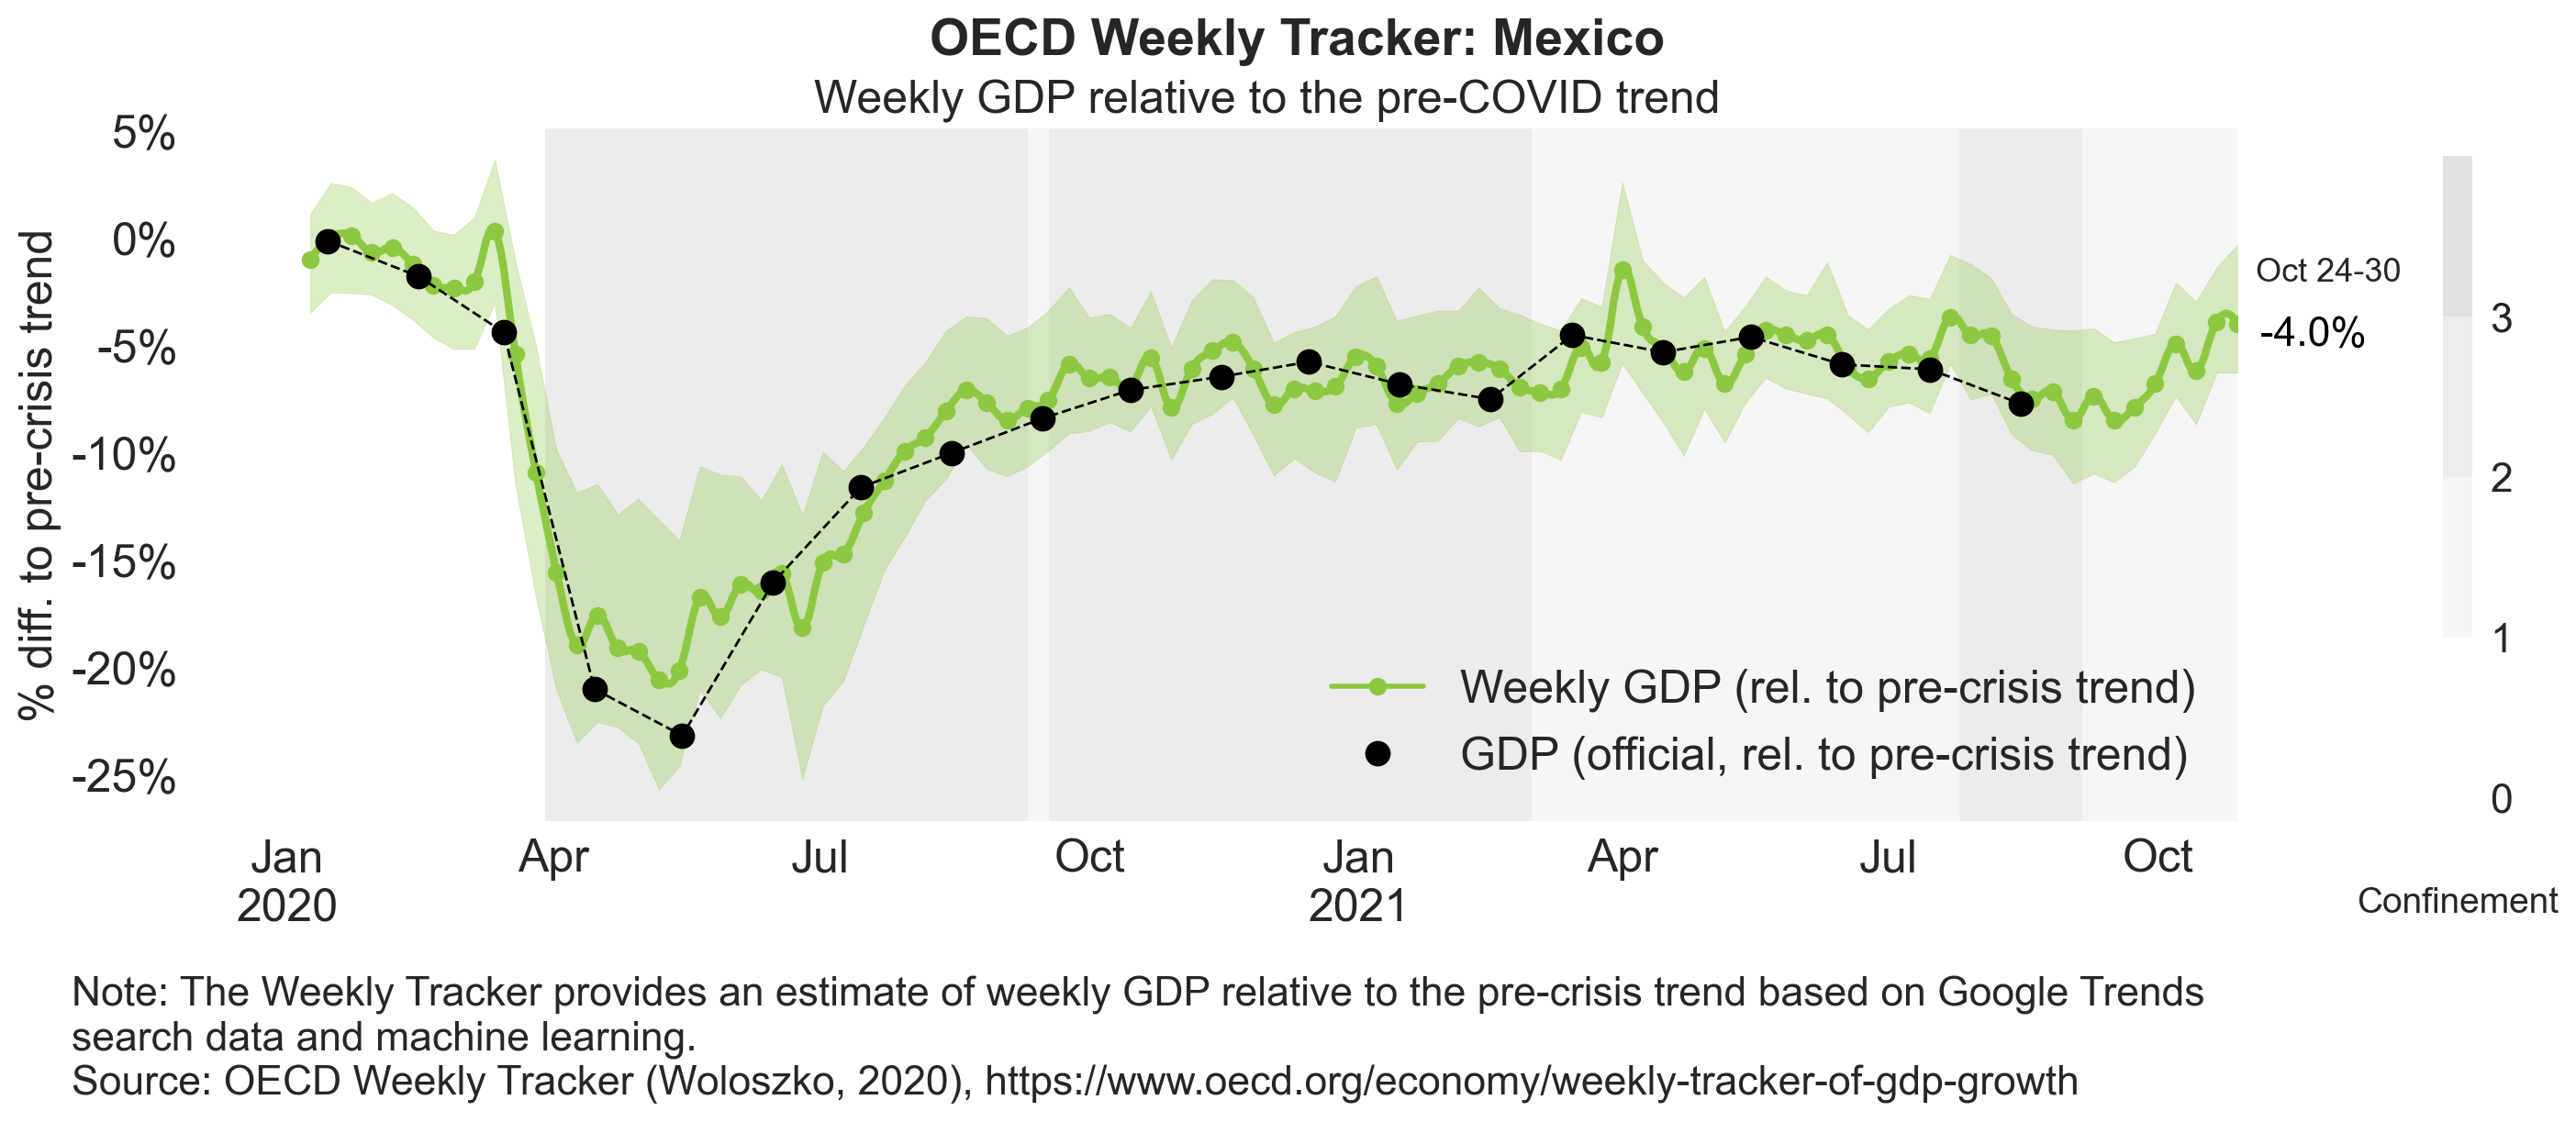 OECD Weekly Tracker: Mexico
Weekly GDP relative to the pre-COVID trend
% diff. to pre-crisis trend
5%
0%
-5%
-10%
-15%
-20%
-25%
Jan
2020
Apr
Jul
Oct
Jan
2021
Apr
Jul
Oct
Weekly GDP (rel. to pre-crisis trend)
GDP (official, rel. to pre-crisis trend)
Oct 24-30
-4.0%
3
2
1
0
Confinement
Note: The Weekly Tracker provides an estimate of weekly GDP relative to the pre-crisis trend based on Google Trends
search data and machine learning.
Source: OECD Weekly Tracker (Woloszko, 2020), https://www.oecd.org/economy/weekly-tracker-of-gdp-growth